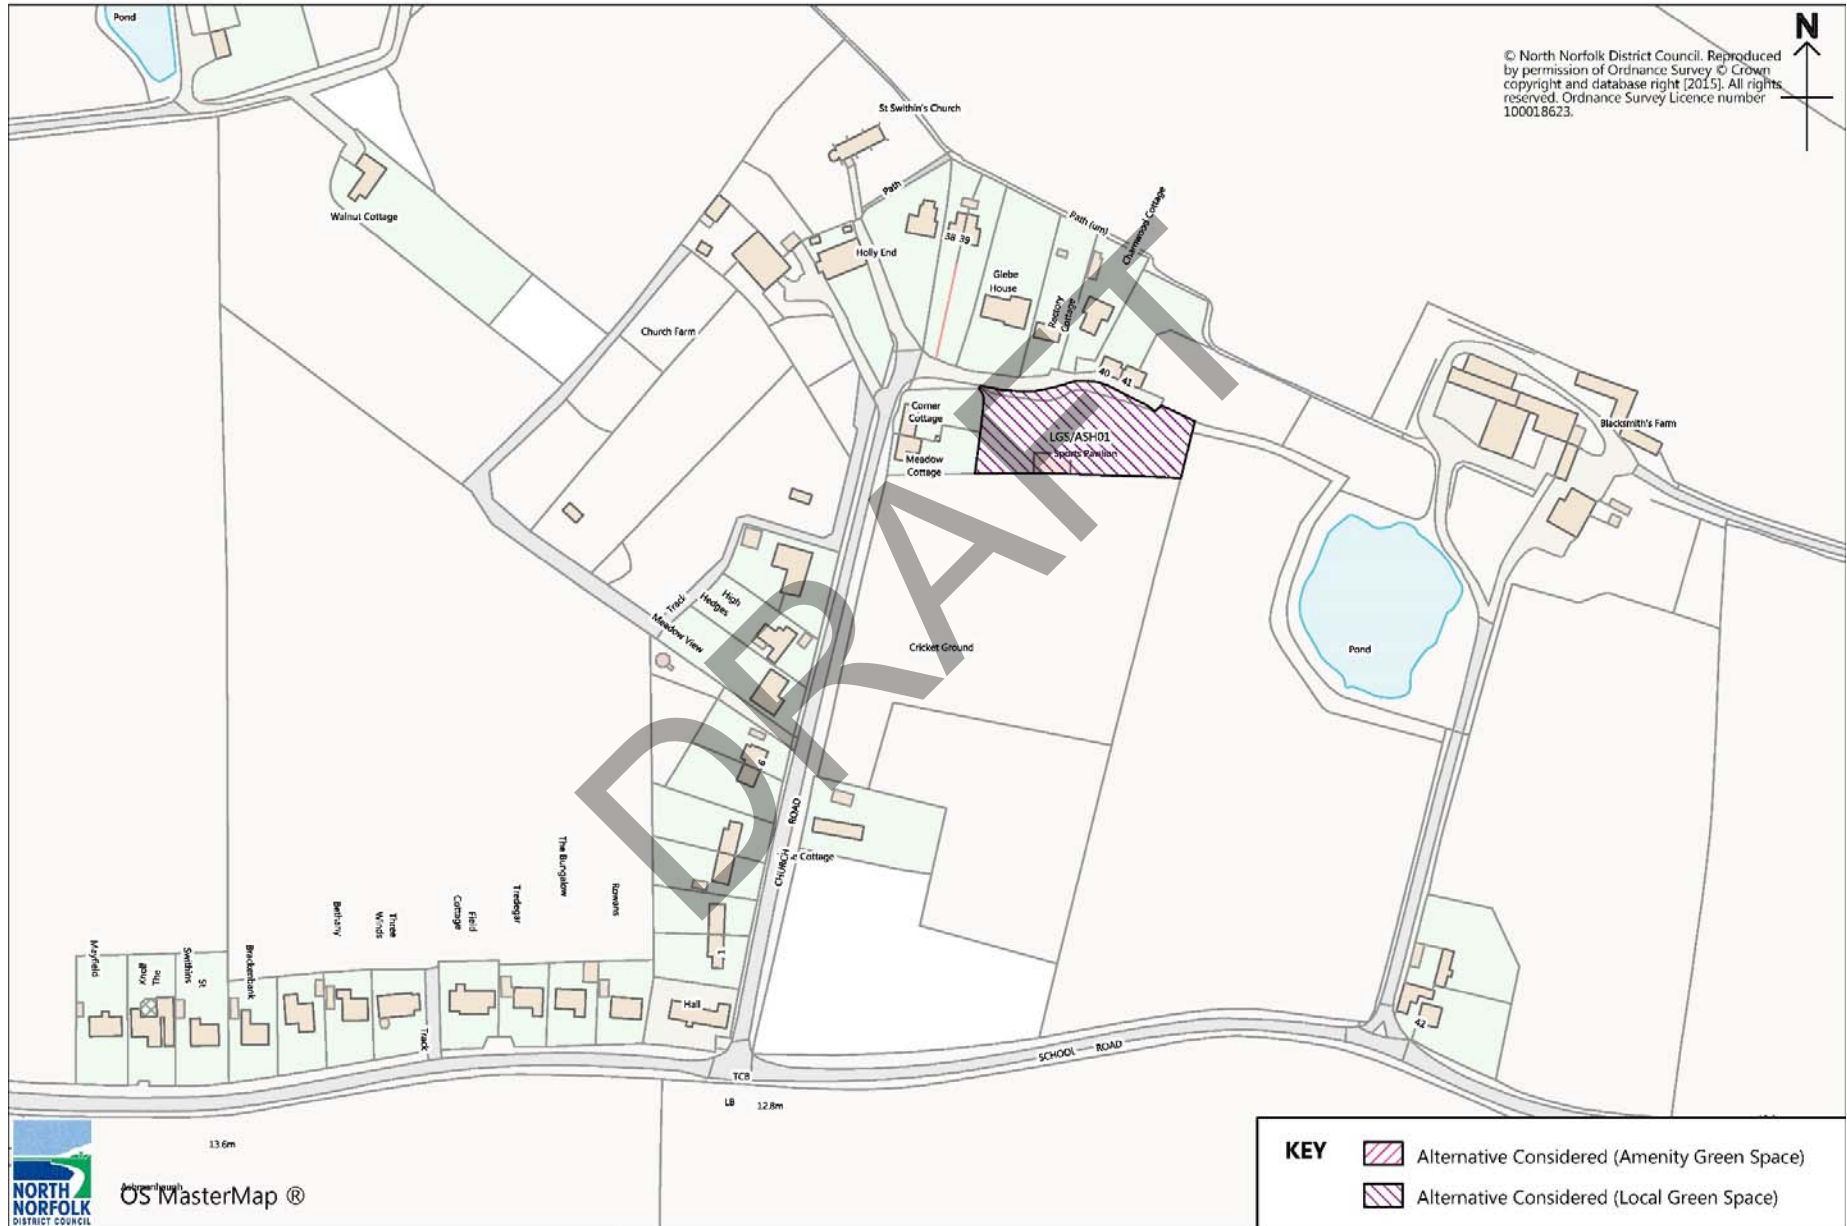 Pond
N
© North Norfolk District Council. Reproduced
by permission of Ordnance Survey © Crown
copyright and database right [2015]. All rights
reserved. Ordnance Survey Licence number
100018623.
St Swithin's Church
Path
Walnut Cottage
Path (um)
Charnwood Cottage
38 39
Holly End
Glebe
House
Rectory
Cottage
Church Farm
40
41
Corner
Cottage
LGS/ASH01
Sports Pavilion
Meadow
Cottage
Blacksmith's Farm
High
Hedges
Track
Meadow View
Cricket Ground
Pond
6
CHURCH ROAD
Cottage
The Bungalow
Rowans
Tredegar
Field
Cottage
Three
Winds
Bethany
Brackenbank
St
Swithins
The
Knoll
Mayfield
1
Hall
Track
42
SCHOOL ROAD
TCB
LB
12.8m
13.6m
DRAFT
NORTH
NORFOLK
DISTRICT COUNCIL
OS MasterMap ®
KEY
Alternative Considered (Amenity Green Space)
Alternative Considered (Local Green Space)